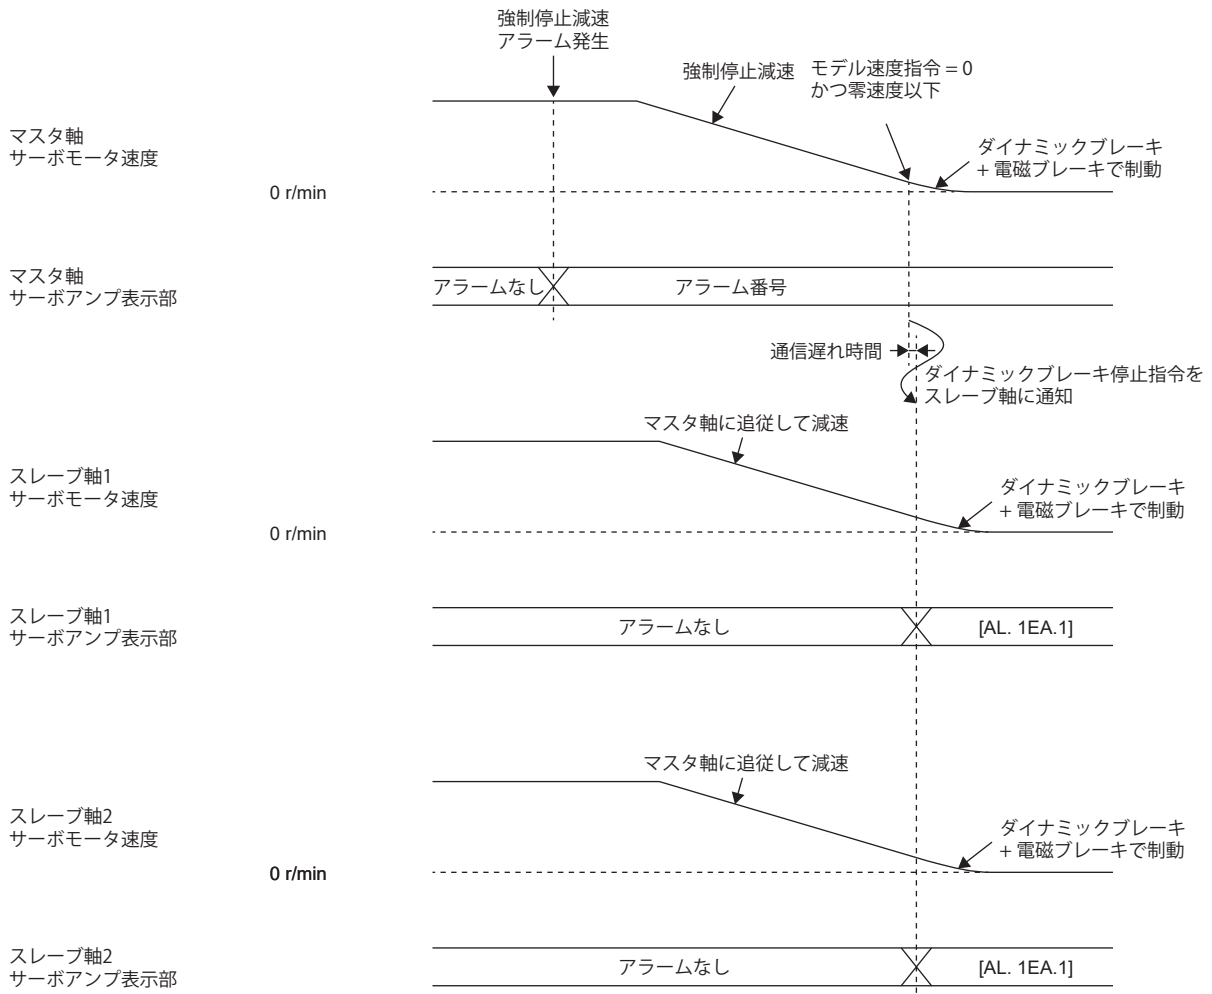 強制停止減速
アラーム発生
強制停止減速
モデル速度指令 = 0
かつ零速度以下
マスタ軸
サーボモータ速度
ダイナミックブレーキ
+ 電磁ブレーキで制動
0 r/min
マスタ軸
サーボアンプ表示部
アラームなし
アラーム番号
通信遅れ時間
ダイナミックブレーキ停止指令を
スレーブ軸に通知
マスタ軸に追従して減速
スレーブ軸1
サーボモータ速度
ダイナミックブレーキ
+ 電磁ブレーキで制動
0 r/min
スレーブ軸1
サーボアンプ表示部
アラームなし
[AL. 1EA.1]
マスタ軸に追従して減速
スレーブ軸2
サーボモータ速度
ダイナミックブレーキ
+ 電磁ブレーキで制動
0 r/min
スレーブ軸2
サーボアンプ表示部
アラームなし
[AL. 1EA.1]